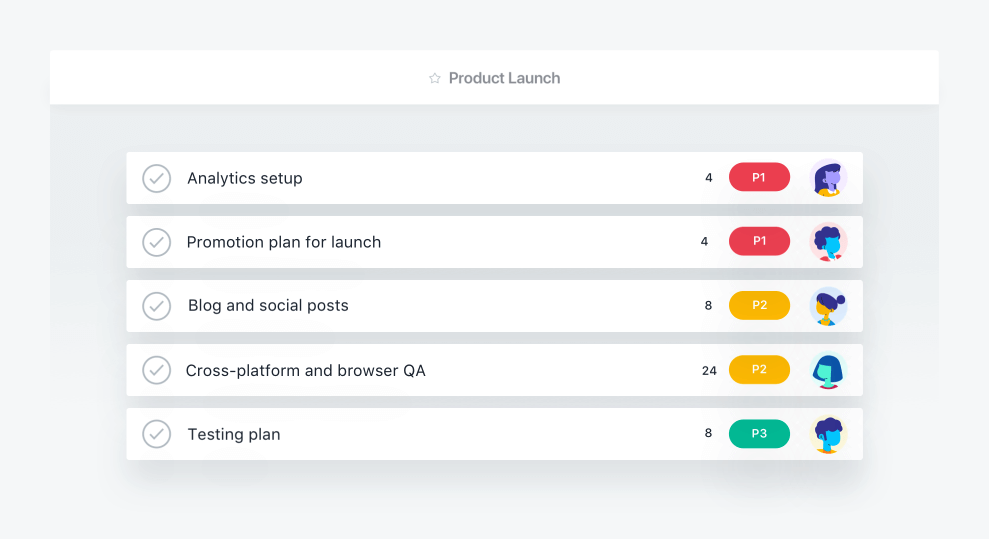 Product Launch
Analytics setup 4 P1
Promotion plan for launch 4 P1
Blog and social posts 8 P2
Cross-platform and browser QA 24 P2
Testing plan 8 P3